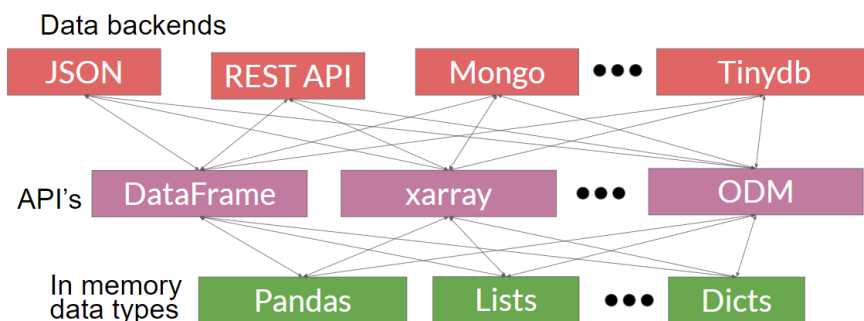 Data backends
JSON
REST API
Mongo
Tinydb
API's
DataFrame
xarray
ODM
In memory
data types
Pandas
Lists
Dicts